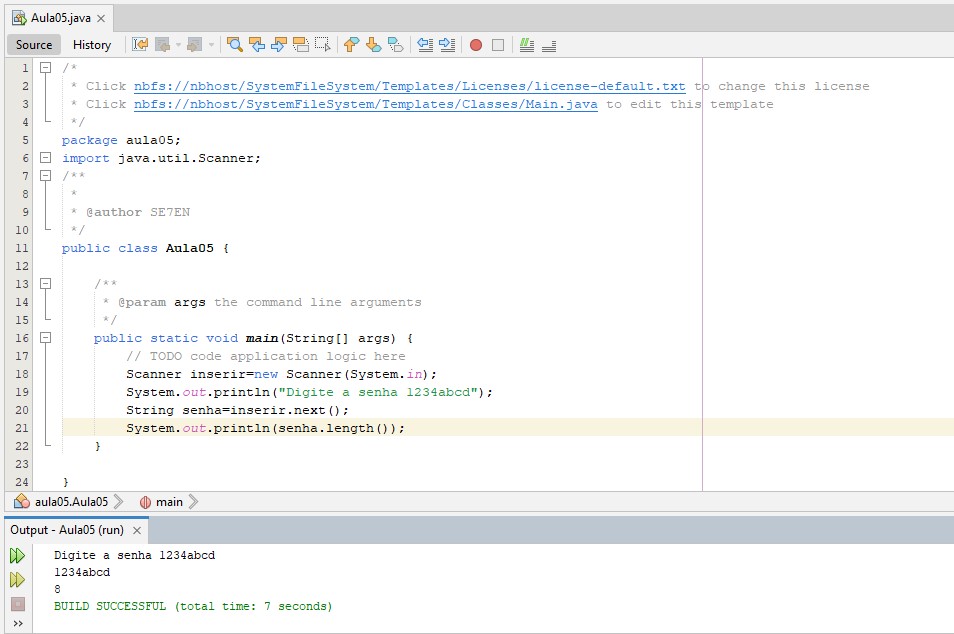 Aula05.java
Source History
1 /*
2 * Click nbfs://nbhost/SystemFileSystem/Templates/Licenses/license-default.txt to change this license
3 * Click nbfs://nbhost/SystemFileSystem/Templates/Classes/Main.java to edit this template
4 */
5 package aula05;
6 import java.util.Scanner;
7 /**
8 *
9 * @author SE7EN
10 */
11 public class Aula05 {
12
13 /**
14 * @param args the command line arguments
15 */
16 public static void main(String[] args) {
17 // TODO code application logic here
18 Scanner inserir=new Scanner(System.in);
19 System.out.println("Digite a senha 1234abcd");
20 String senha=inserir.next();
21 System.out.println(senha.length());
22 }
23
24 }
aula05.Aula05 main
Output - Aula05 (run)
Digite a senha 1234abcd
1234abcd
8
BUILD SUCCESSFUL (total time: 7 seconds)